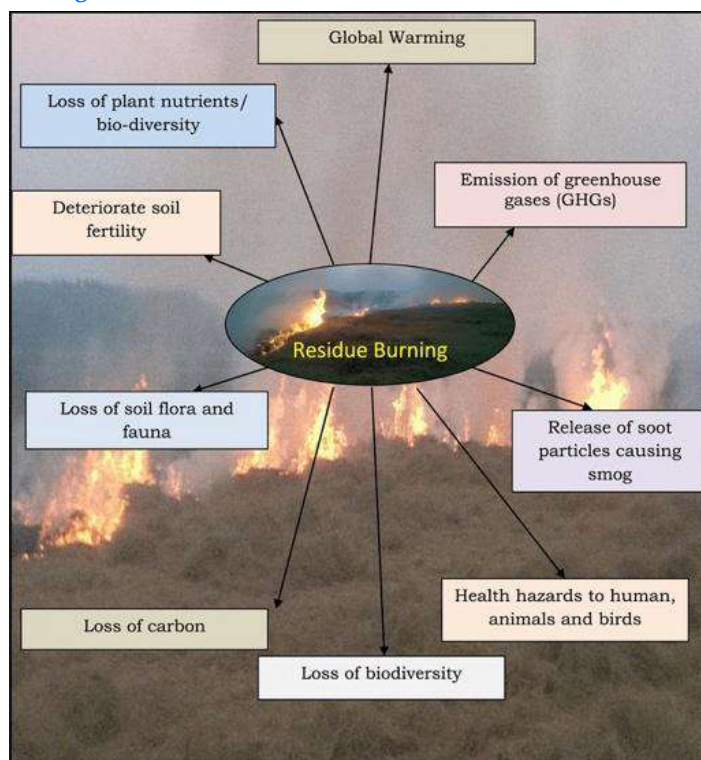 Global Warming
Loss of plant nutrients/
bio-diversity
Emission of greenhouse
gases (GHGs)
Deteriorate soil
fertility
Residue Burning
Loss of soil flora and
fauna
Release of soot
particles causing
smog
Health hazards to human,
animals and birds
Loss of carbon
Loss of biodiversity